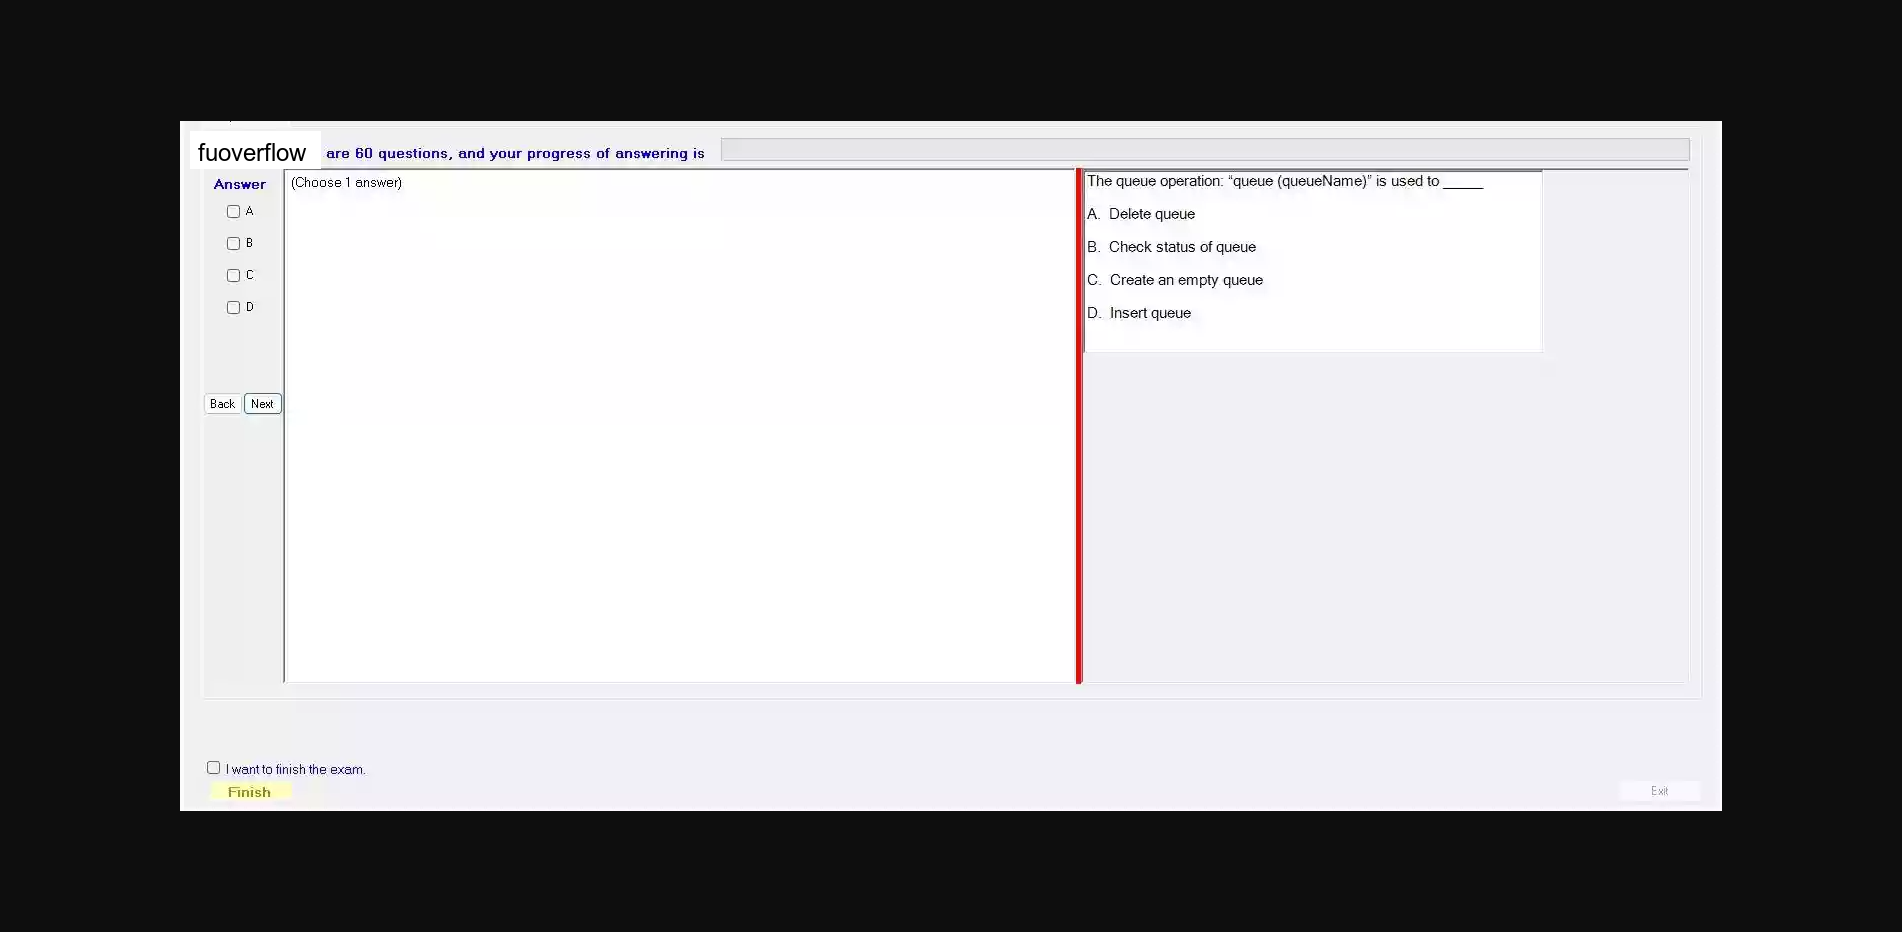 fuoverflow are 60 questions, and your progress of answering is
Answer
(Choose 1 answer)
A
B
C
D
Back Next
The queue operation: “queue (queueName)” is used to _____
A. Delete queue
B. Check status of queue
C. Create an empty queue
D. Insert queue
I want to finish the exam.
Finish
Exit